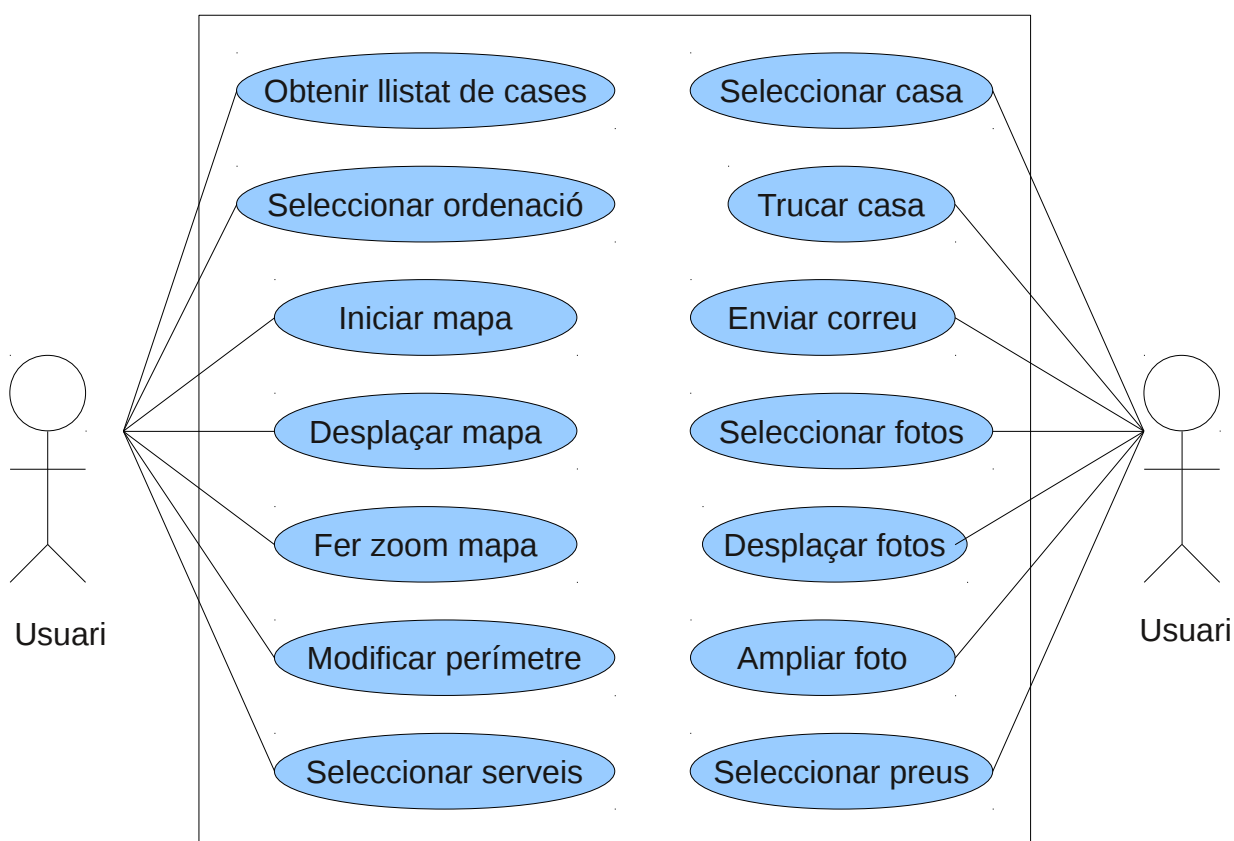 Obtenir llistat de cases
Seleccionar casa
Seleccionar ordenació
Trucar casa
Iniciar mapa
Enviar correu
Desplaçar mapa
Seleccionar fotos
Fer zoom mapa
Desplaçar fotos
Usuari
Usuari
Modificar perímetre
Ampliar foto
Seleccionar serveis
Seleccionar preus